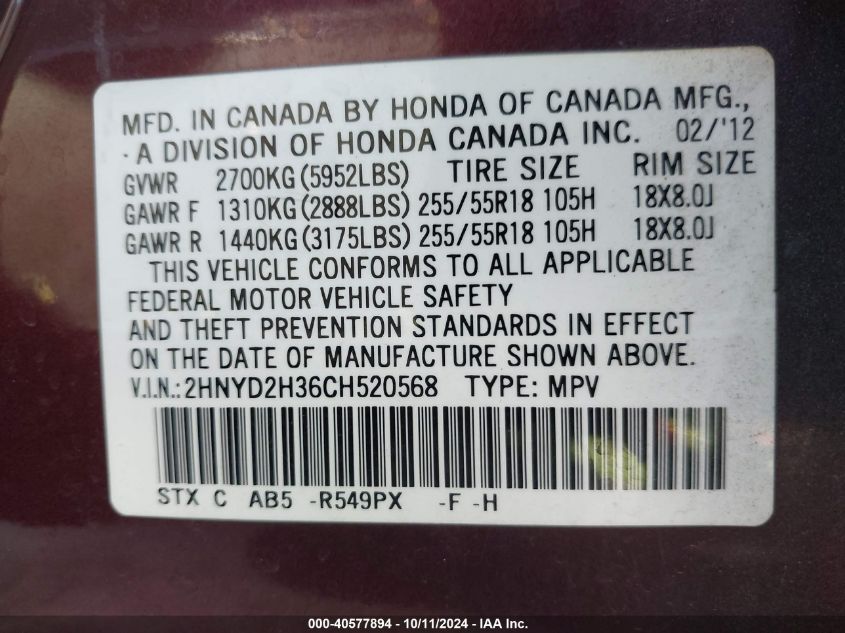 MFD. IN CANADA BY HONDA OF CANADA MFG.,
· A DIVISION OF HONDA CANADA INC. 02/'12
GVWR 2700KG (5952LBS) TIRE SIZE RIM SIZE
GAWR F 1310KG (2888LBS) 255/55R18 105H 18X8.0J
GAWR R 1440KG (3175LBS) 255/55R18 105H 18X8.0J
THIS VEHICLE CONFORMS TO ALL APPLICABLE
FEDERAL MOTOR VEHICLE SAFETY
AND THEFT PREVENTION STANDARDS IN EFFECT
ON THE DATE OF MANUFACTURE SHOWN ABOVE.
V.I.N.: 2HNYD2H36CH520568 TYPE: MPV
STX C AB5 -R549PX -F -H
000-40577894 - 10/11/2024 - IAA Inc.